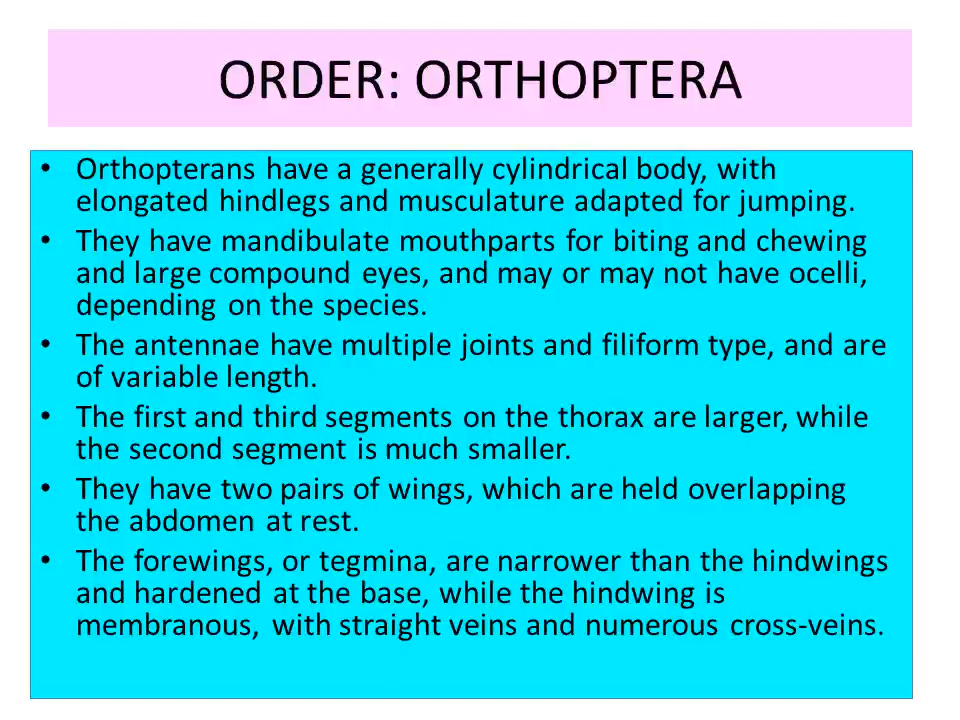 ORDER: ORTHOPTERA
• Orthopterans have a generally cylindrical body, with
elongated hindlegs and musculature adapted for jumping.
• They have mandibulate mouthparts for biting and chewing
and large compound eyes, and may or may not have ocelli,
depending on the species.
• The antennae have multiple joints and filiform type, and are
of variable length.
• The first and third segments on the thorax are larger, while
the second segment is much smaller.
• They have two pairs of wings, which are held overlapping
the abdomen at rest.
• The forewings, or tegmina, are narrower than the hindwings
and hardened at the base, while the hindwing is
membranous, with straight veins and numerous cross-veins.